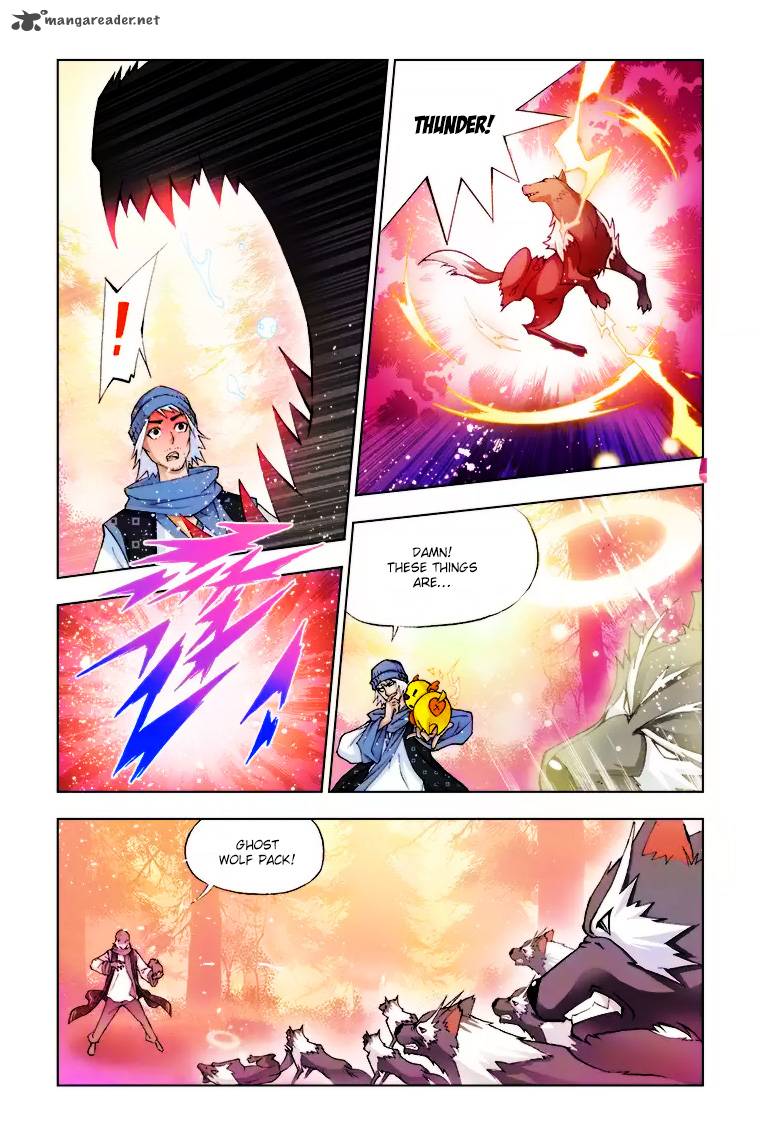 mangareader.net
!
THUNDER!
DAMN!
THESE THINGS
ARE...
GHOST
WOLF PACK!